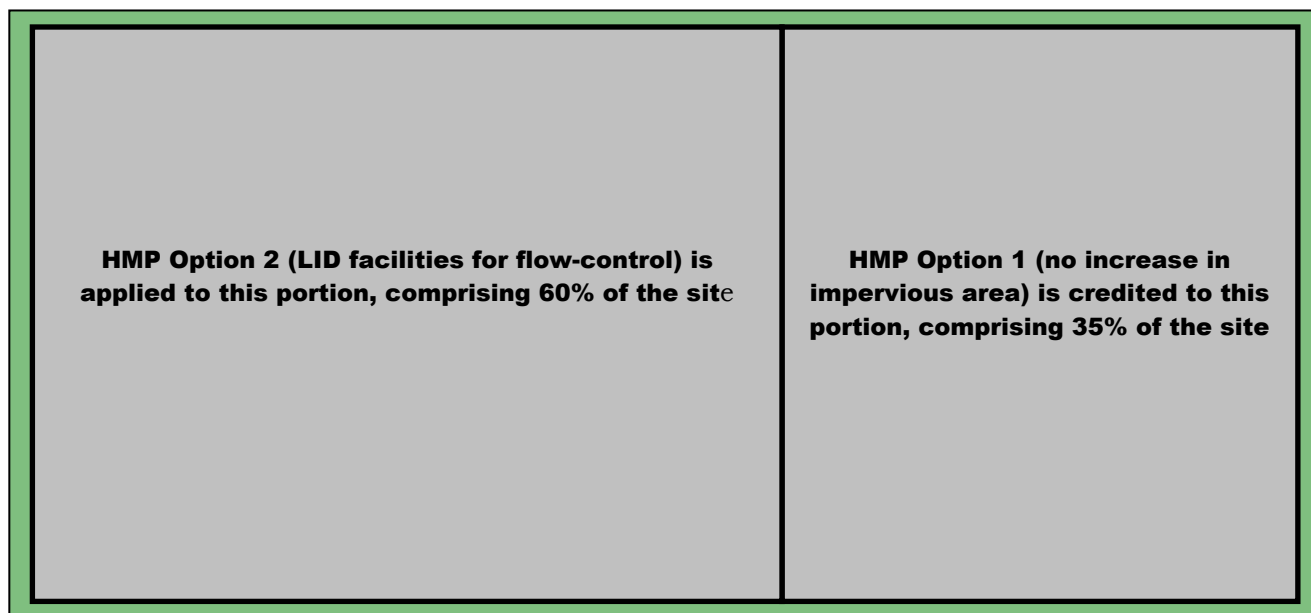 HMP Option 2 (LID facilities for flow-control) is
applied to this portion, comprising 60% of the site
HMP Option 1 (no increase in
impervious area) is credited to this
portion, comprising 35% of the site